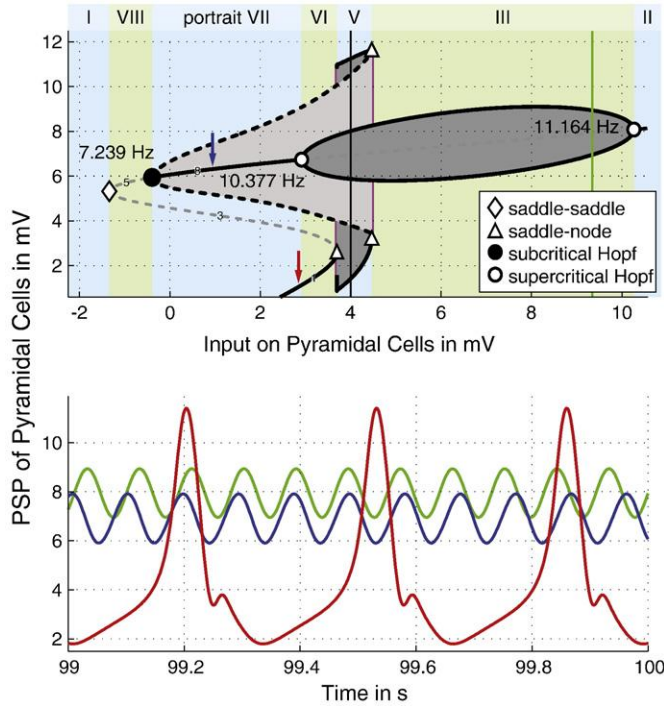 I VIII portrait VII VI V III II
12
10
8
6
4
2
7.239 Hz
10.377 Hz
11.164 Hz
5
8
3
saddle-saddle
saddle-node
subcritical Hopf
supercritical Hopf
-2 0 2 4 6 8 10
Input on Pyramidal Cells in mV
PSP of Pyramidal Cells in mV
10
8
6
4
2
99 99.2 99.4 99.6 99.8 100
Time in s